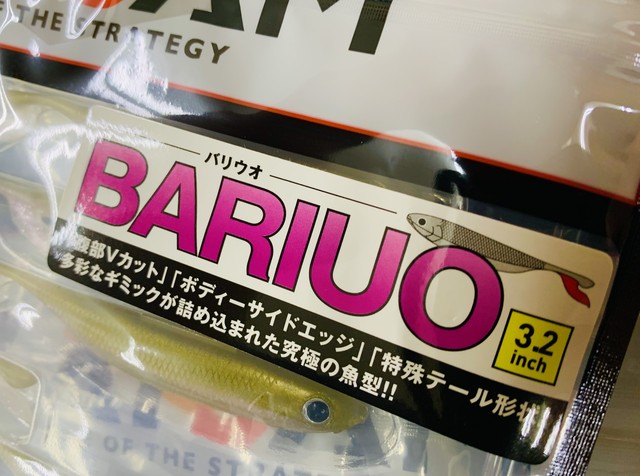 THE STRATEGY
バリウオ
BARIUO
腹部Vカット」「ボディーサイドエッジ」「特殊テール形状
多彩なギミックが詰め込まれた究極の魚型!!
3.2
inch
OF THE STRATE